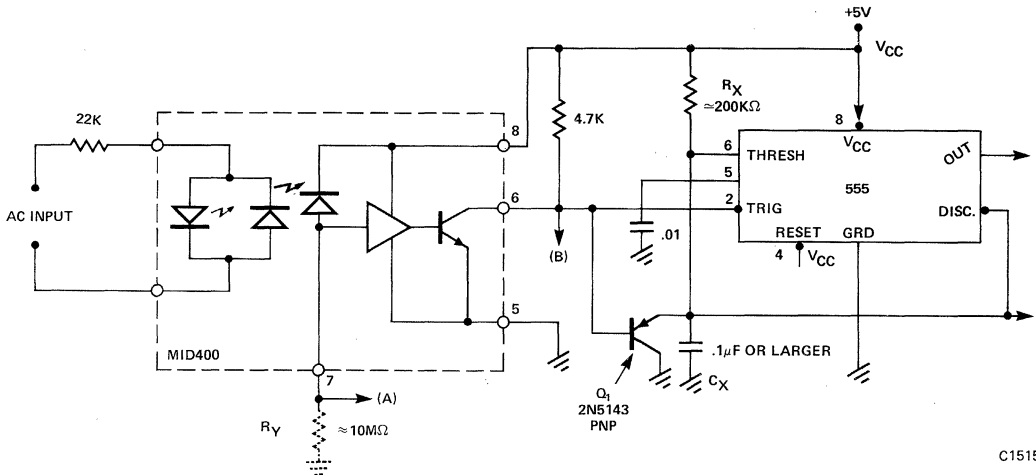 +5V
VCC
RX
≃200KΩ
22K
8
4.7K
8
6
THRESH
VCC
OUT
5
555
6
2
TRIG
DISC.
AC INPUT
.01
RESET
GRD
(B)
4
VCC
5
MID400
.1μF OR LARGER
7
CX
(A)
Q1
2N5143
PNP
RY
≈10MΩ
C1515